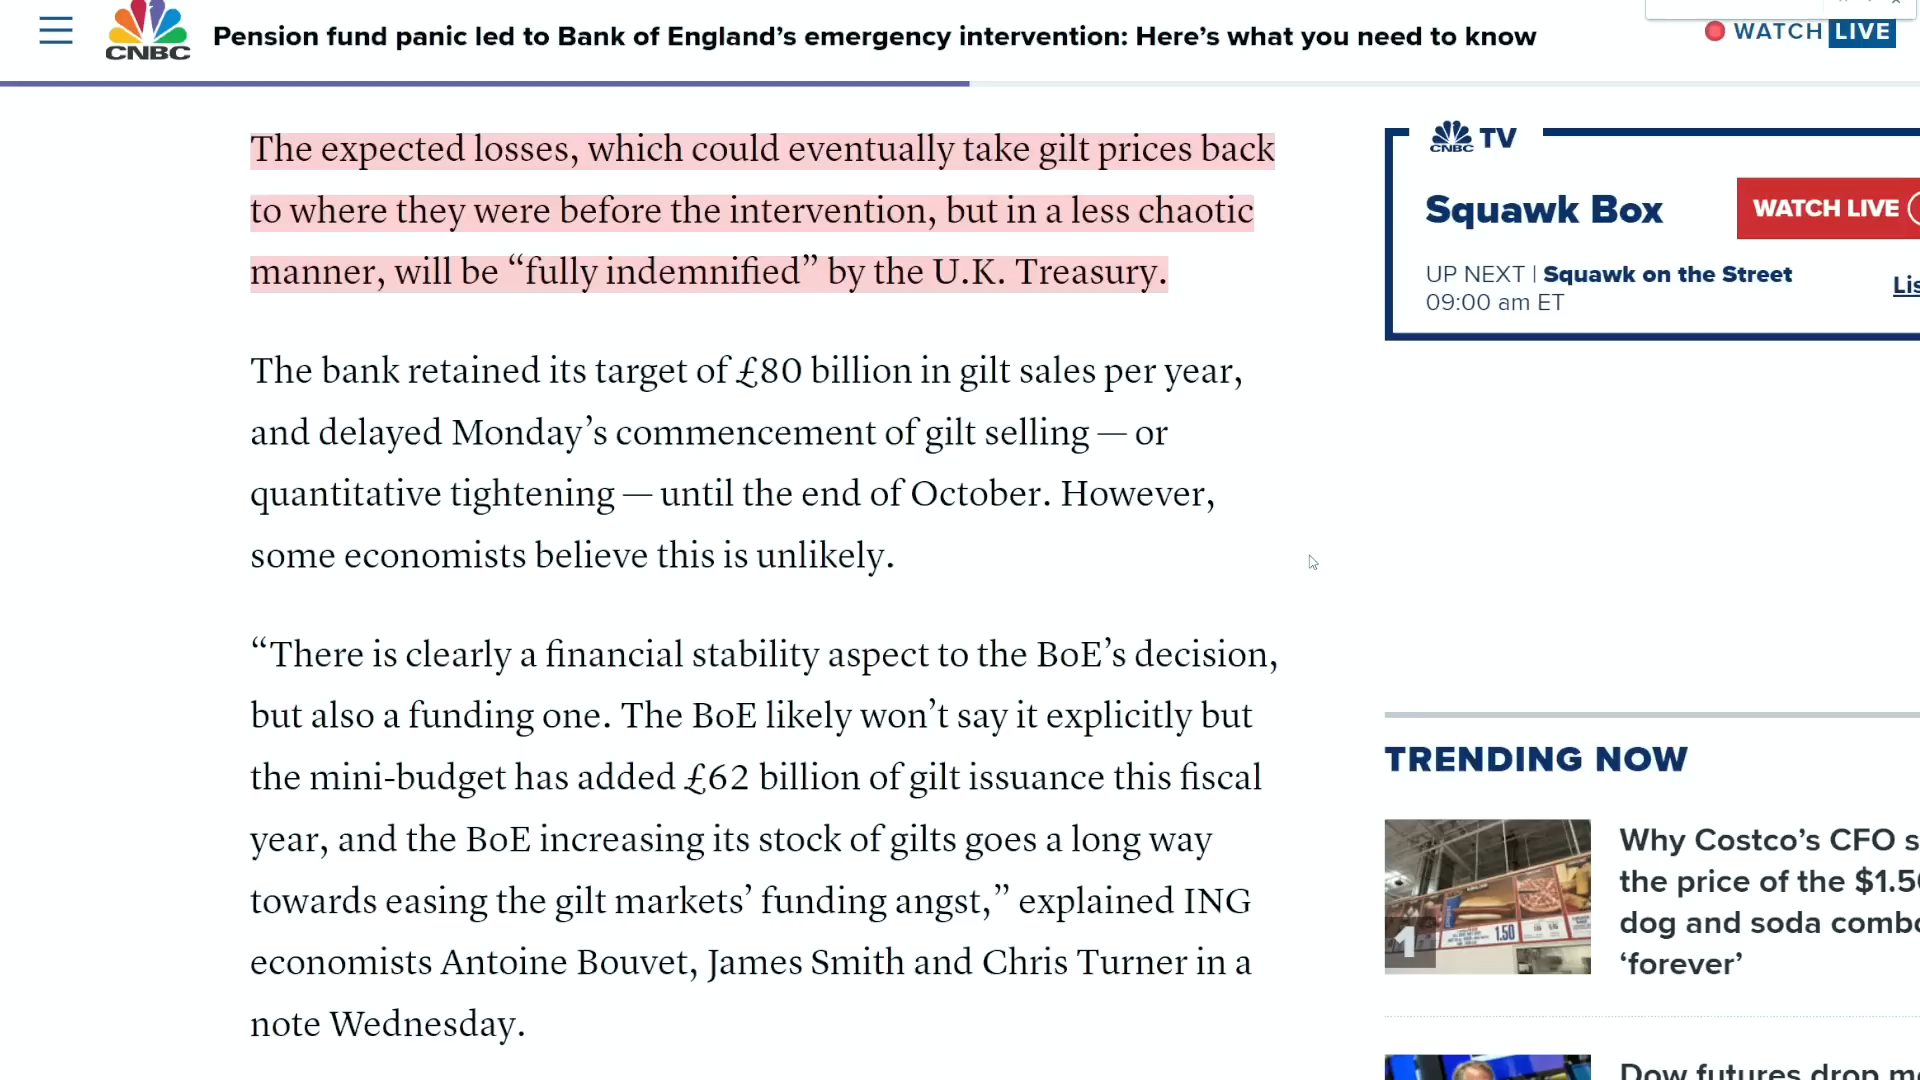 CNBC
Pension fund panic led to Bank of England’s emergency intervention: Here’s what you need to know
WATCH LIVE
The expected losses, which could eventually take gilt prices back
to where they were before the intervention, but in a less chaotic
manner, will be “fully indemnified” by the U.K. Treasury.
The bank retained its target of £80 billion in gilt sales per year,
and delayed Monday’s commencement of gilt selling — or
quantitative tightening — until the end of October. However,
some economists believe this is unlikely.
“There is clearly a financial stability aspect to the BoE’s decision,
but also a funding one. The BoE likely won’t say it explicitly but
the mini-budget has added £62 billion of gilt issuance this fiscal
year, and the BoE increasing its stock of gilts goes a long way
towards easing the gilt markets’ funding angst,” explained ING
economists Antoine Bouvet, James Smith and Chris Turner in a
note Wednesday.
CNBC TV
Squawk Box
WATCH LIVE
UP NEXT | Squawk on the Street
09:00 am ET
Lis
TRENDING NOW
1
1.50
Why Costco’s CFO s
the price of the $1.50
dog and soda combo
‘forever’
Dow futures drop mo